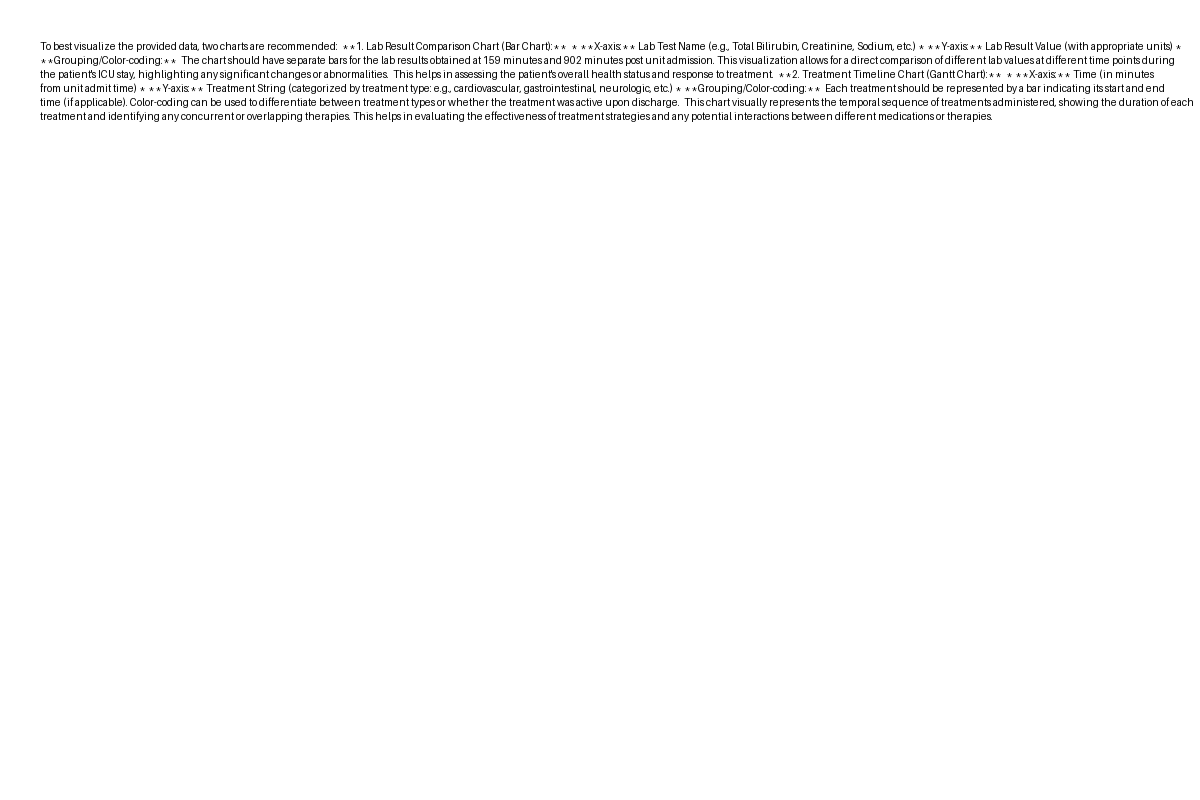 To best visualize the provided data, two charts are recommended:  **1. Lab Result Comparison Chart (Bar Chart):**  * **X-axis:** Lab Test Name (e.g., Total Bilirubin, Creatinine, Sodium, etc.) * **Y-axis:** Lab Result Value (with appropriate units) *
**Grouping/Color-coding:**  The chart should have separate bars for the lab results obtained at 159 minutes and 902 minutes post unit admission. This visualization allows for a direct comparison of different lab values at different time points during
the patient's ICU stay, highlighting any significant changes or abnormalities.  This helps in assessing the patient's overall health status and response to treatment.  **2. Treatment Timeline Chart (Gantt Chart):**  * **X-axis:** Time (in minutes
from unit admit time) * **Y-axis:** Treatment String (categorized by treatment type: e.g., cardiovascular, gastrointestinal, neurologic, etc.) * **Grouping/Color-coding:**  Each treatment should be represented by a bar indicating its start and end
time (if applicable). Color-coding can be used to differentiate between treatment types or whether the treatment was active upon discharge.  This chart visually represents the temporal sequence of treatments administered, showing the duration of each
treatment and identifying any concurrent or overlapping therapies. This helps in evaluating the effectiveness of treatment strategies and any potential interactions between different medications or therapies.